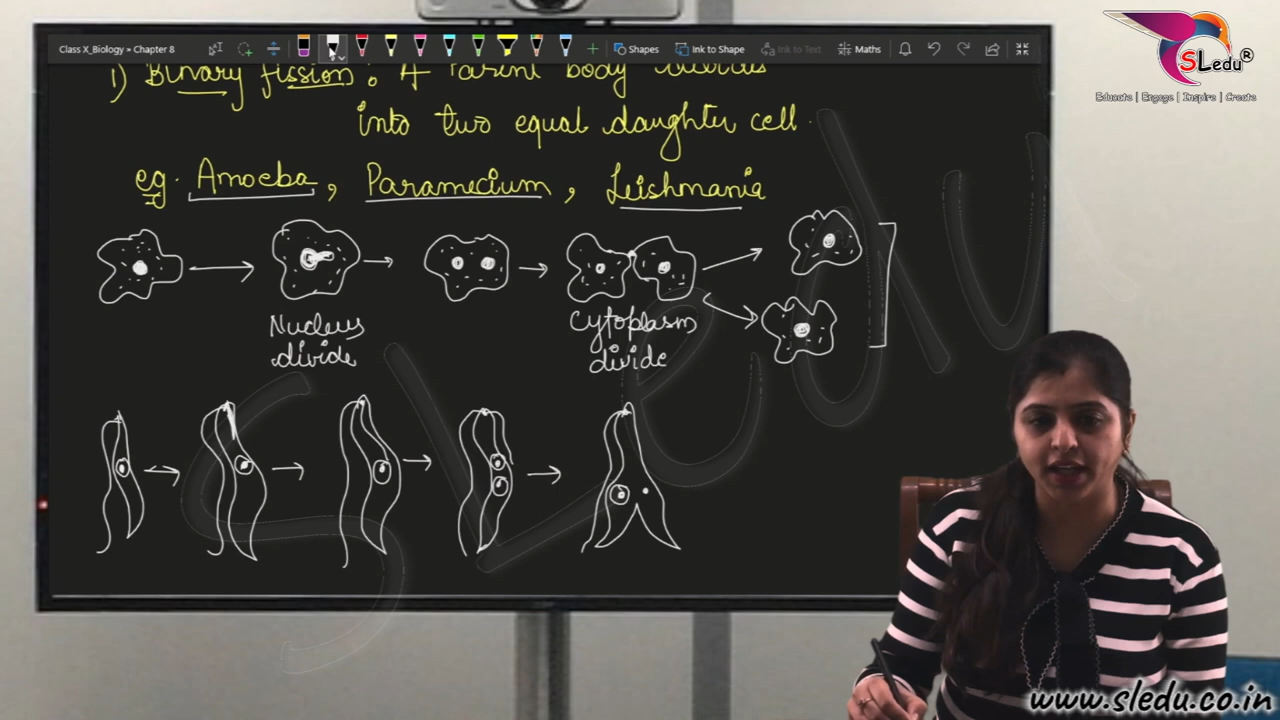 Class X_Biology » Chapter 8
Shapes
Ink to Shape
Ink to Text
Maths
SLedu®
Educate | Engage | Inspire | Create
1) Binary fission : A Parent body divides
into two equal daughter cell.
eg. Amoeba, Paramecium, Leishmania
Nucleus
divide
Cytoplasm
divide
SLedu
www.sledu.co.in